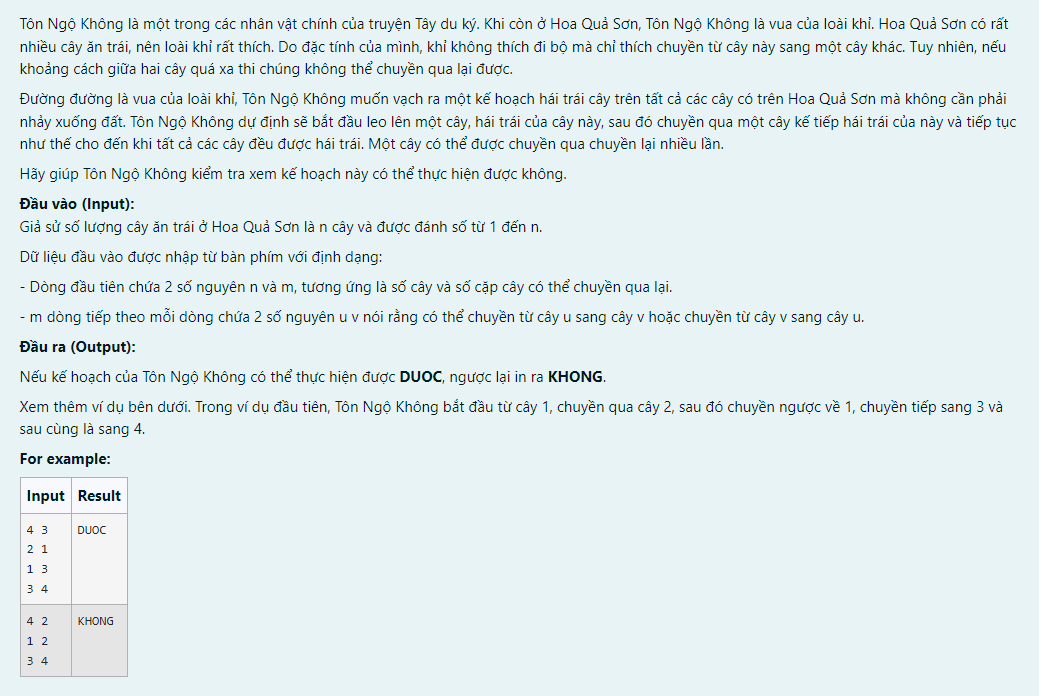 Tôn Ngộ Không là một trong các nhân vật chính của truyện Tây du ký. Khi còn ở Hoa Quả Sơn, Tôn Ngộ Không là vua của loài khỉ. Hoa Quả Sơn có rất
nhiều cây ăn trái, nên loài khỉ rất thích. Do đặc tính của mình, khỉ không thích đi bộ mà chỉ thích chuyền từ cây này sang một cây khác. Tuy nhiên, nếu
khoảng cách giữa hai cây quá xa thì chúng không thể chuyền qua lại được.
Đường đường là vua của loài khỉ, Tôn Ngộ Không muốn vạch ra một kế hoạch hái trái cây trên tất cả các cây có trên Hoa Quả Sơn mà không cần phải
nhảy xuống đất. Tôn Ngộ Không dự định sẽ bắt đầu leo lên một cây, hái trái của cây này, sau đó chuyền qua một cây kế tiếp hái trái của này và tiếp tục
như thế cho đến khi tất cả các cây đều được hái trái. Một cây có thể được chuyền qua chuyền lại nhiều lần.
Hãy giúp Tôn Ngộ Không kiểm tra xem kế hoạch này có thể thực hiện được không.
Đầu vào (Input):
Giả sử số lượng cây ăn trái ở Hoa Quả Sơn là n cây và được đánh số từ 1 đến n.
Dữ liệu đầu vào được nhập từ bàn phím với định dạng:
- Dòng đầu tiên chứa 2 số nguyên n và m, tương ứng là số cây và số cặp cây có thể chuyền qua lại.
- m dòng tiếp theo mỗi dòng chứa 2 số nguyên u v nói rằng có thể chuyền từ cây u sang cây v hoặc chuyền từ cây v sang cây u.
Đầu ra (Output):
Nếu kế hoạch của Tôn Ngộ Không có thể thực hiện được DUOC, ngược lại in ra KHONG.
Xem thêm ví dụ bên dưới. Trong ví dụ đầu tiên, Tôn Ngộ Không bắt đầu từ cây 1, chuyền qua cây 2, sau đó chuyền ngược về 1, chuyền tiếp sang 3 và
sau cùng là sang 4.
For example:
Input Result
4 3 DUOC
2 1
1 3
3 4
4 2 KHONG
1 2
3 4